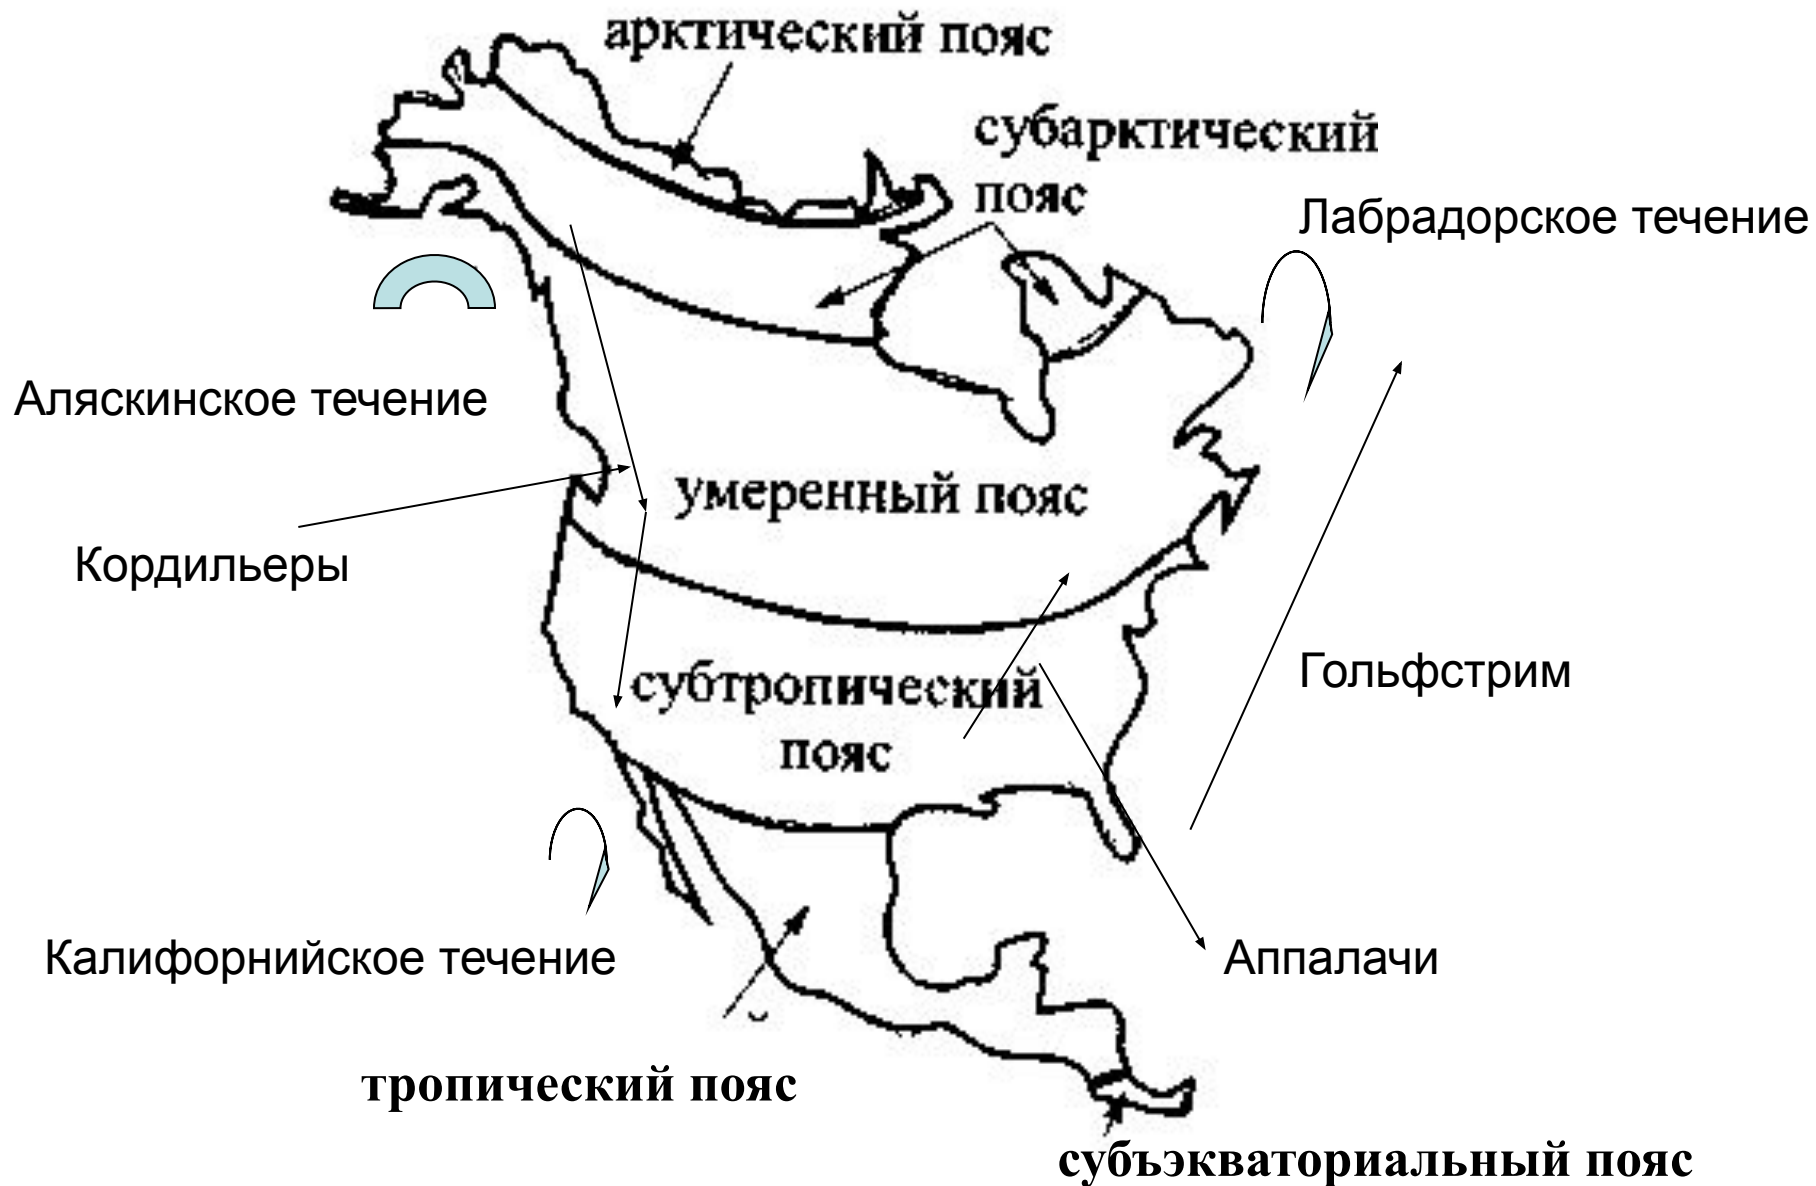 арктический пояс
субарктический
пояс
Лабрадорское течение
Аляскинское течение
умеренный пояс
Кордильеры
субтропический
пояс
Гольфстрим
Калифорнийское течение
Аппалачи
тропический пояс
субъэкваториальный пояс